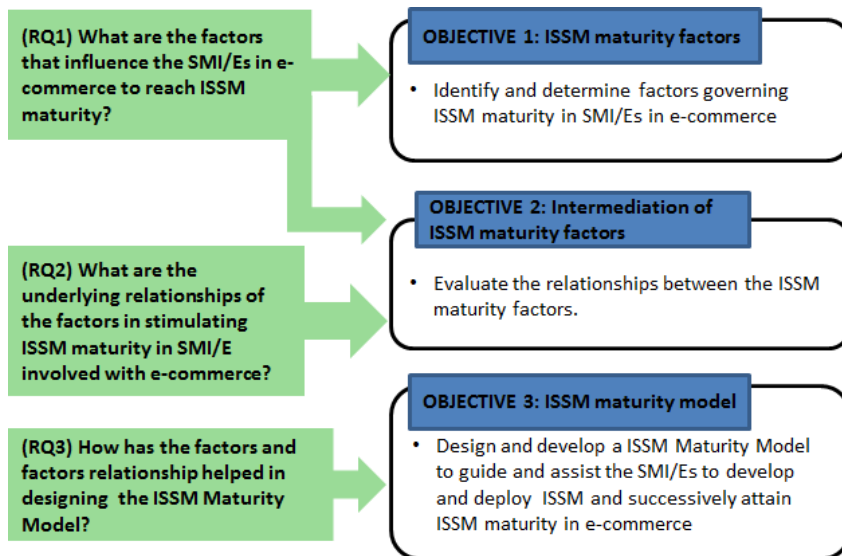 (RQ1) What are the factors
that influence the SMI/Es in e-
commerce to reach ISSM
maturity?
OBJECTIVE 1: ISSM maturity factors
• Identify and determine factors governing
ISSM maturity in SMI/Es in e-commerce
OBJECTIVE 2: Intermediation of
ISSM maturity factors
(RQ2) What are the
underlying relationships of
the factors in stimulating
ISSM maturity in SMI/E
involved with e-commerce?
• Evaluate the relationships between the ISSM
maturity factors.
OBJECTIVE 3: ISSM maturity model
(RQ3) How has the factors and
factors relationship helped in
designing the ISSM Maturity
Model?
• Design and develop a ISSM Maturity Model
to guide and assist the SMI/Es to develop
and deploy ISSM and successively attain
ISSM maturity in e-commerce